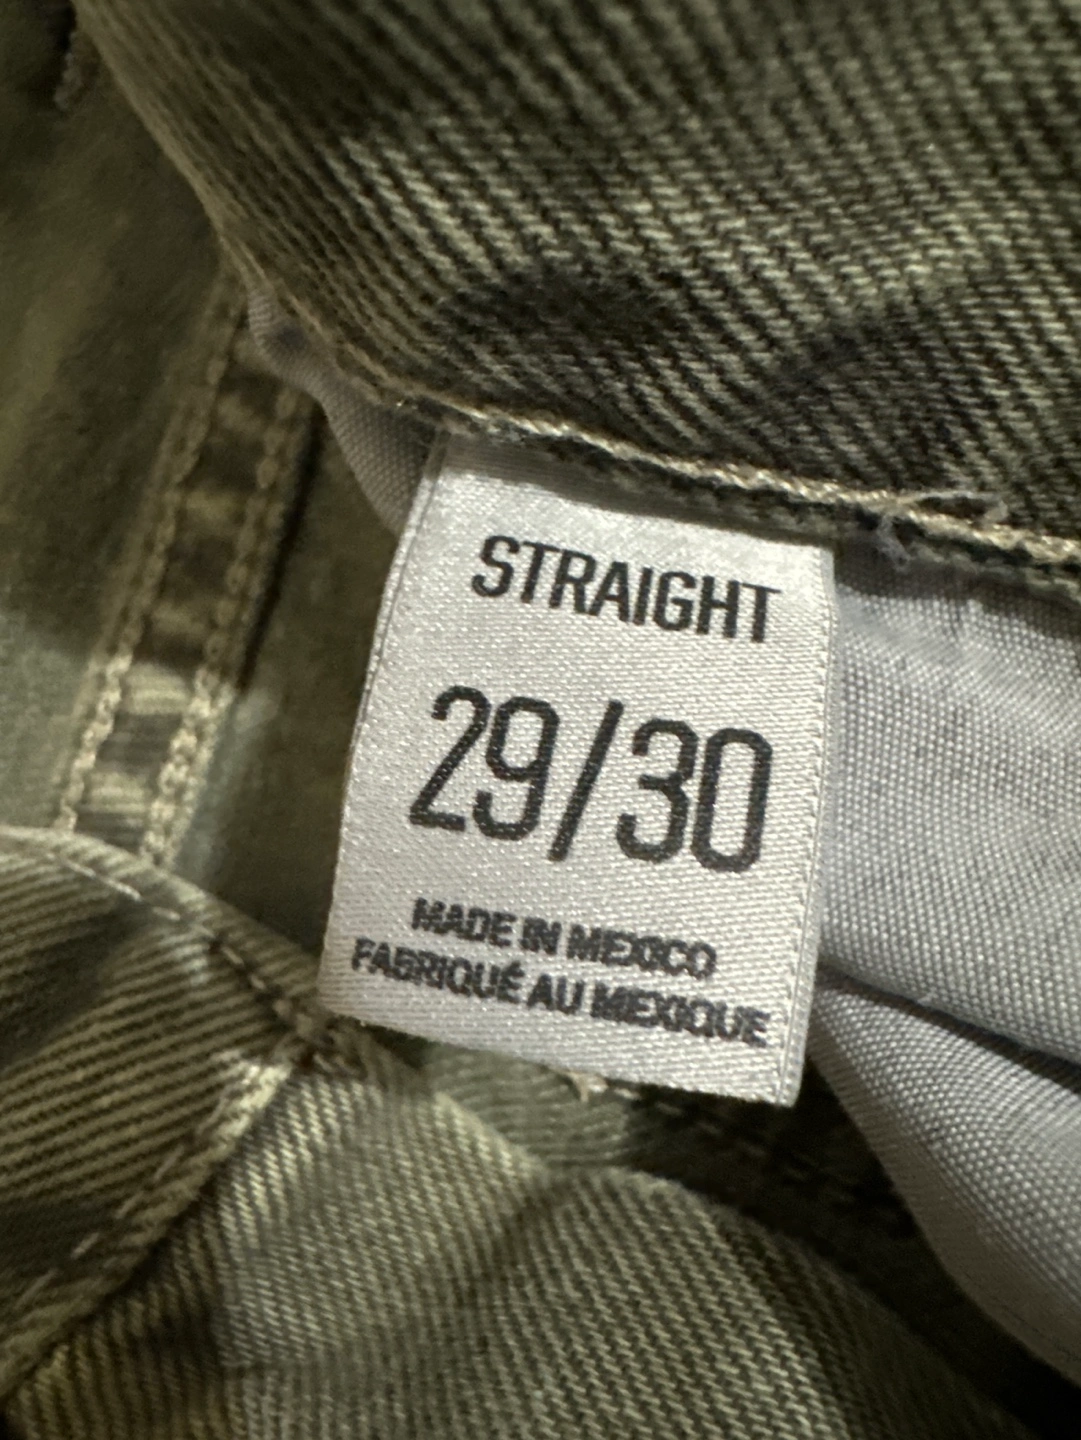 STRAIGHT
29/30
MADE IN MEXICO
FABRIQUÉ AU MEXIQUE